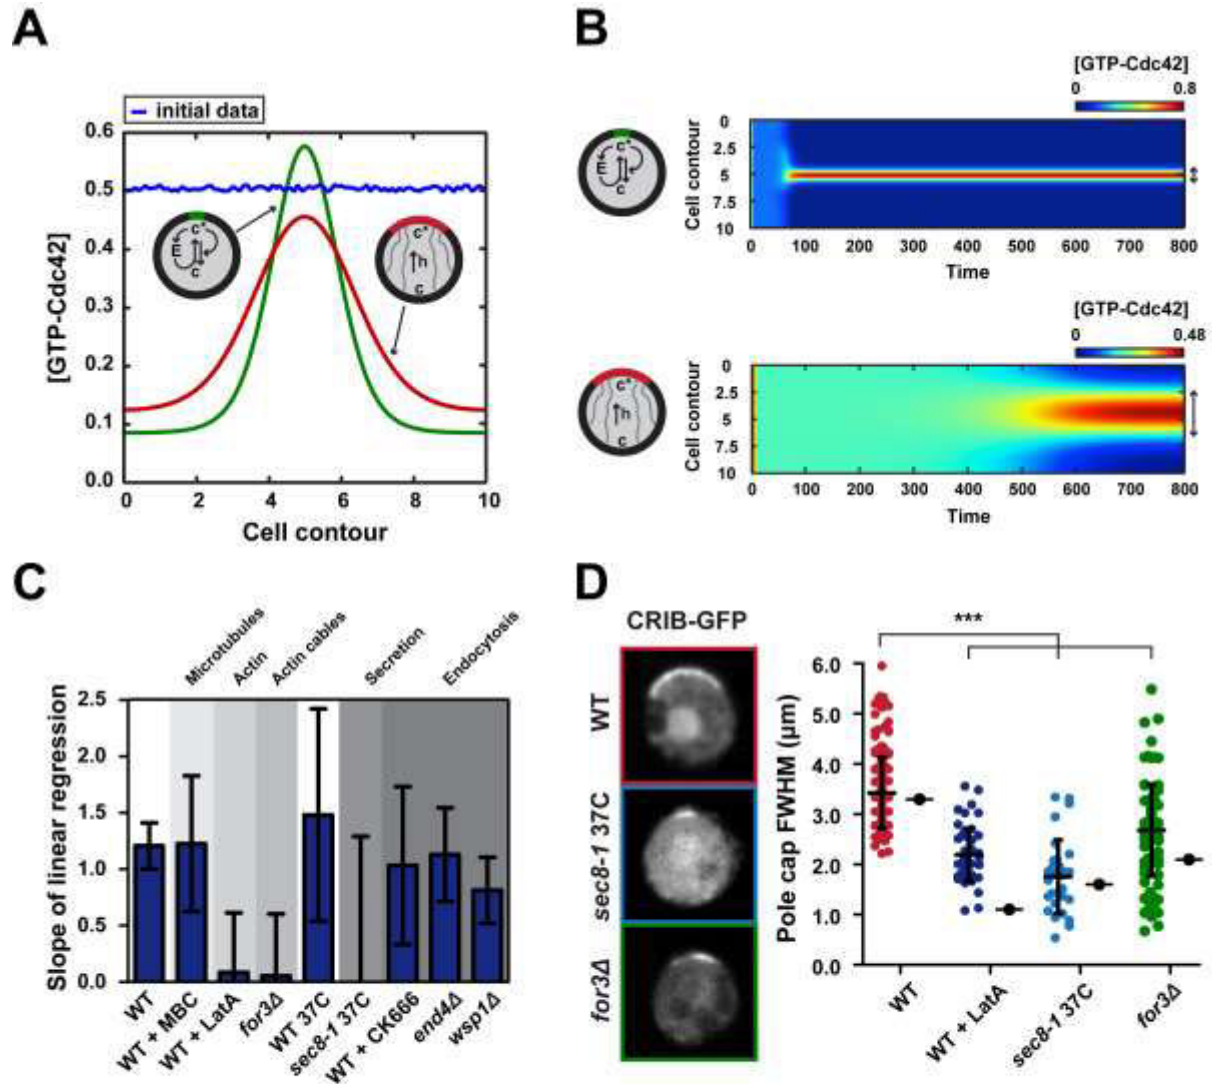 A
initial data
0.6
0.5
0.4
0.3
0.2
0.1
0.0
[GTP-Cdc42]
c*
E
c
c*
h
c
0 2 4 6 8 10
Cell contour
B
[GTP-Cdc42]
0 0.8
c*
E
c
Cell contour
0
2.5
5
7.5
10
0 100 200 300 400 500 600 700 800
Time
[GTP-Cdc42]
0 0.48
c*
h
c
Cell contour
0
2.5
5
7.5
10
0 100 200 300 400 500 600 700 800
Time
C
Microtubules
Actin
Actin cables
Secretion
Endocytosis
Slope of linear regression
2.5
2.0
1.5
1.0
0.5
0.0
WT
WT + MBC
WT + LatA
for3Δ
WT 37C
sec8-1 37C
WT + CK666
end4Δ
wsp1Δ
D
CRIB-GFP
WT
sec8-1 37C
for3Δ
***
Pole cap FWHM (μm)
6.0
5.0
4.0
3.0
2.0
1.0
0.0
WT
WT + LatA
sec8-1 37C
for3Δ